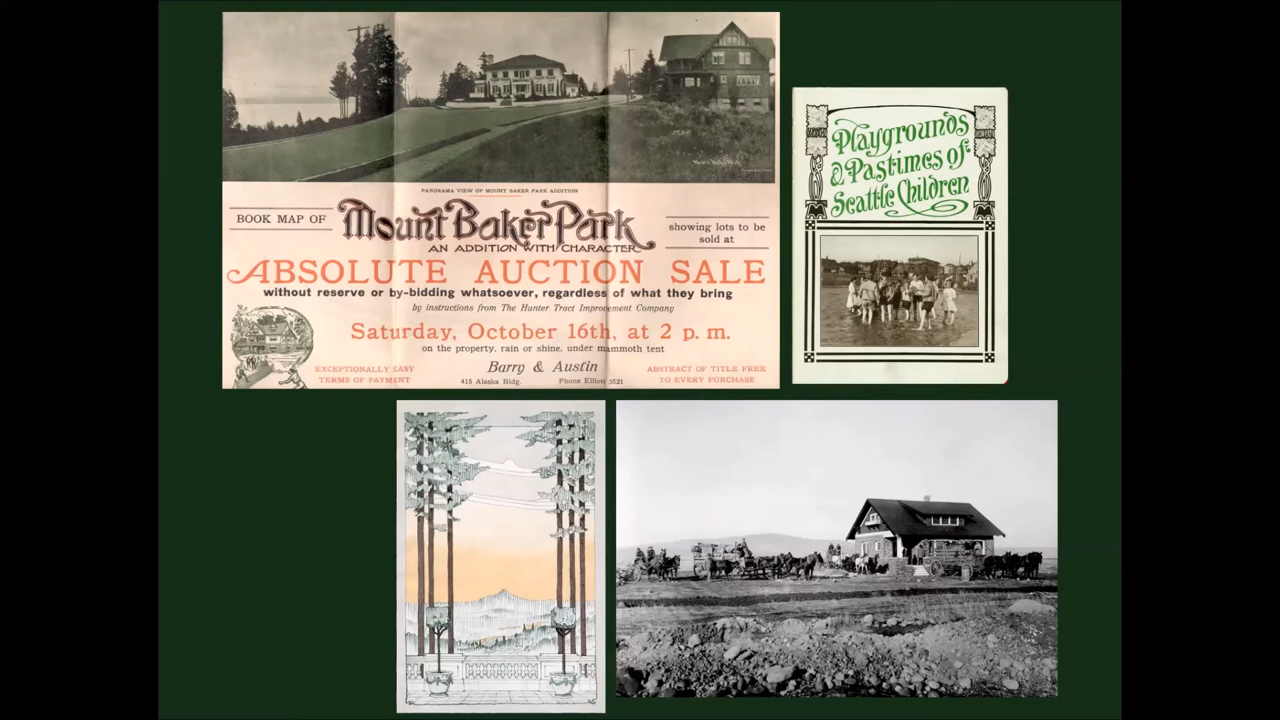 PANORAMA VIEW OF MOUNT BAKER PARK ADDITION
BOOK MAP OF
Mount Baker Park
AN ADDITION WITH CHARACTER
showing lots to be
sold at
ABSOLUTE AUCTION SALE
without reserve or by-bidding whatsoever, regardless of what they bring
by instructions from The Hunter Tract Improvement Company
Saturday, October 16th, at 2 p. m.
on the property, rain or shine, under mammoth tent
EXCEPTIONALLY EASY
TERMS OF PAYMENT
Barry & Austin
415 Alaska Bldg. Phone Elliott 3521
ABSTRACT OF TITLE FREE
TO EVERY PURCHASE
Playgrounds
& Pastimes of
Seattle Children